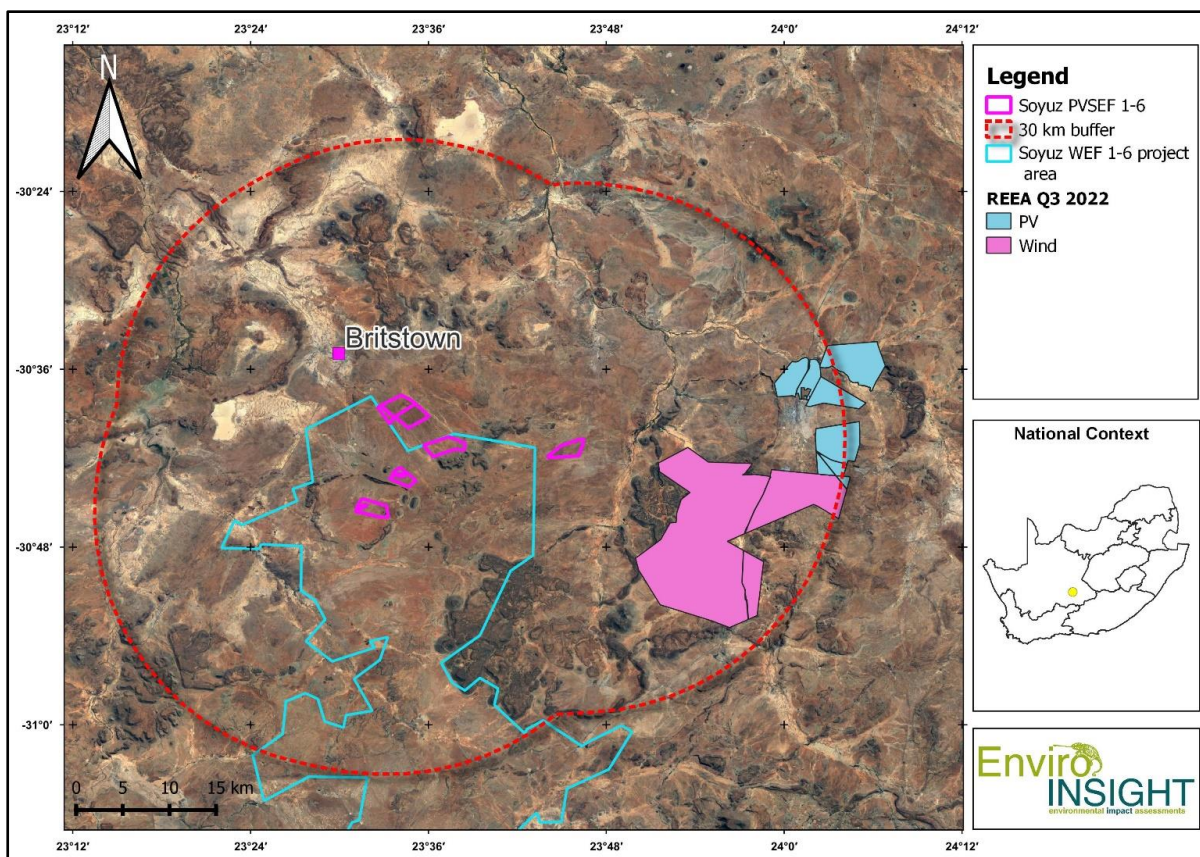 23°12' 23°24' 23°36' 23°48' 24°0' 24°12'
N
-30°24'
-30°36'
-30°48'
-31°0'
Britstown
0 5 10 15 km
23°12' 23°24' 23°36' 23°48' 24°0' 24°12'
Legend
Soyuz PVSEF 1-6
30 km buffer
Soyuz WEF 1-6 project
area
REEA Q3 2022
PV
Wind
National Context
Enviro
INSIGHT
environmental impact assessments